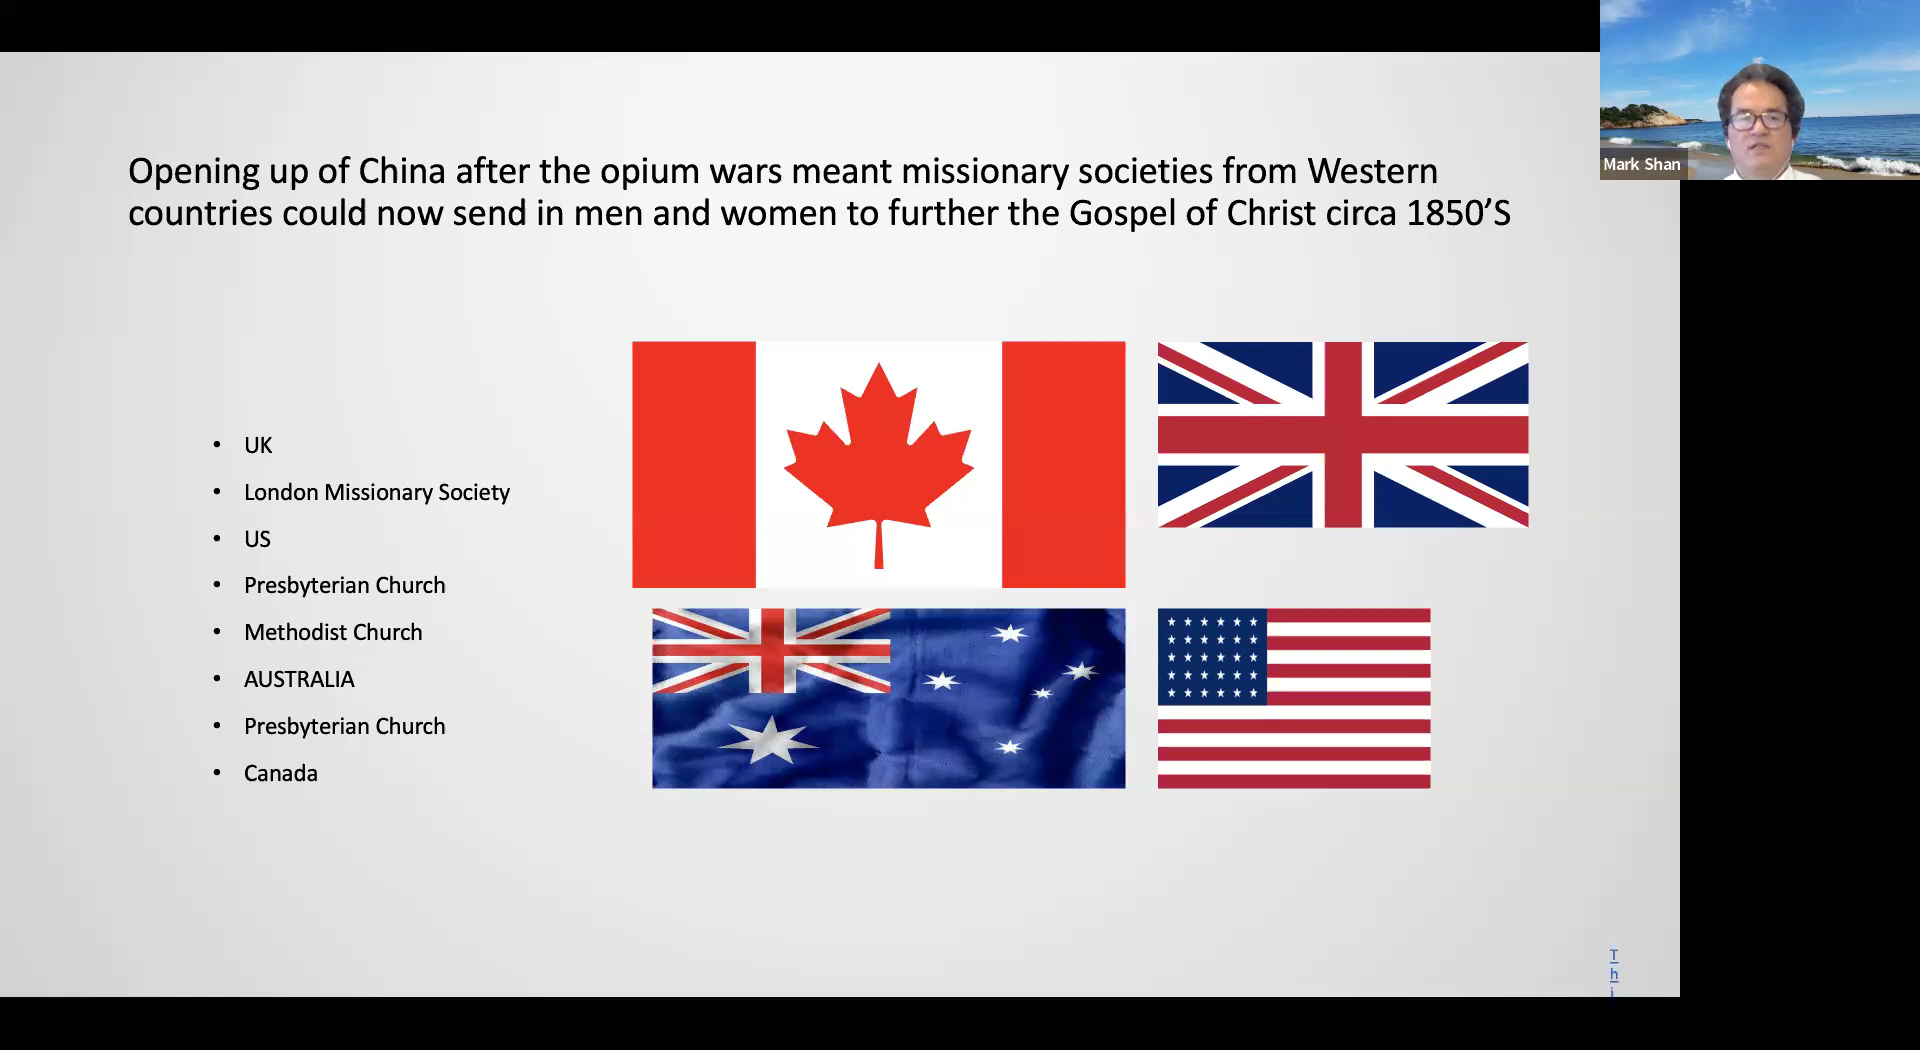 Opening up of China after the opium wars meant missionary societies from Western
countries could now send in men and women to further the Gospel of Christ circa 1850’S
• UK
• London Missionary Society
• US
• Presbyterian Church
• Methodist Church
• AUSTRALIA
• Presbyterian Church
• Canada
Mark Shan
T
h
i